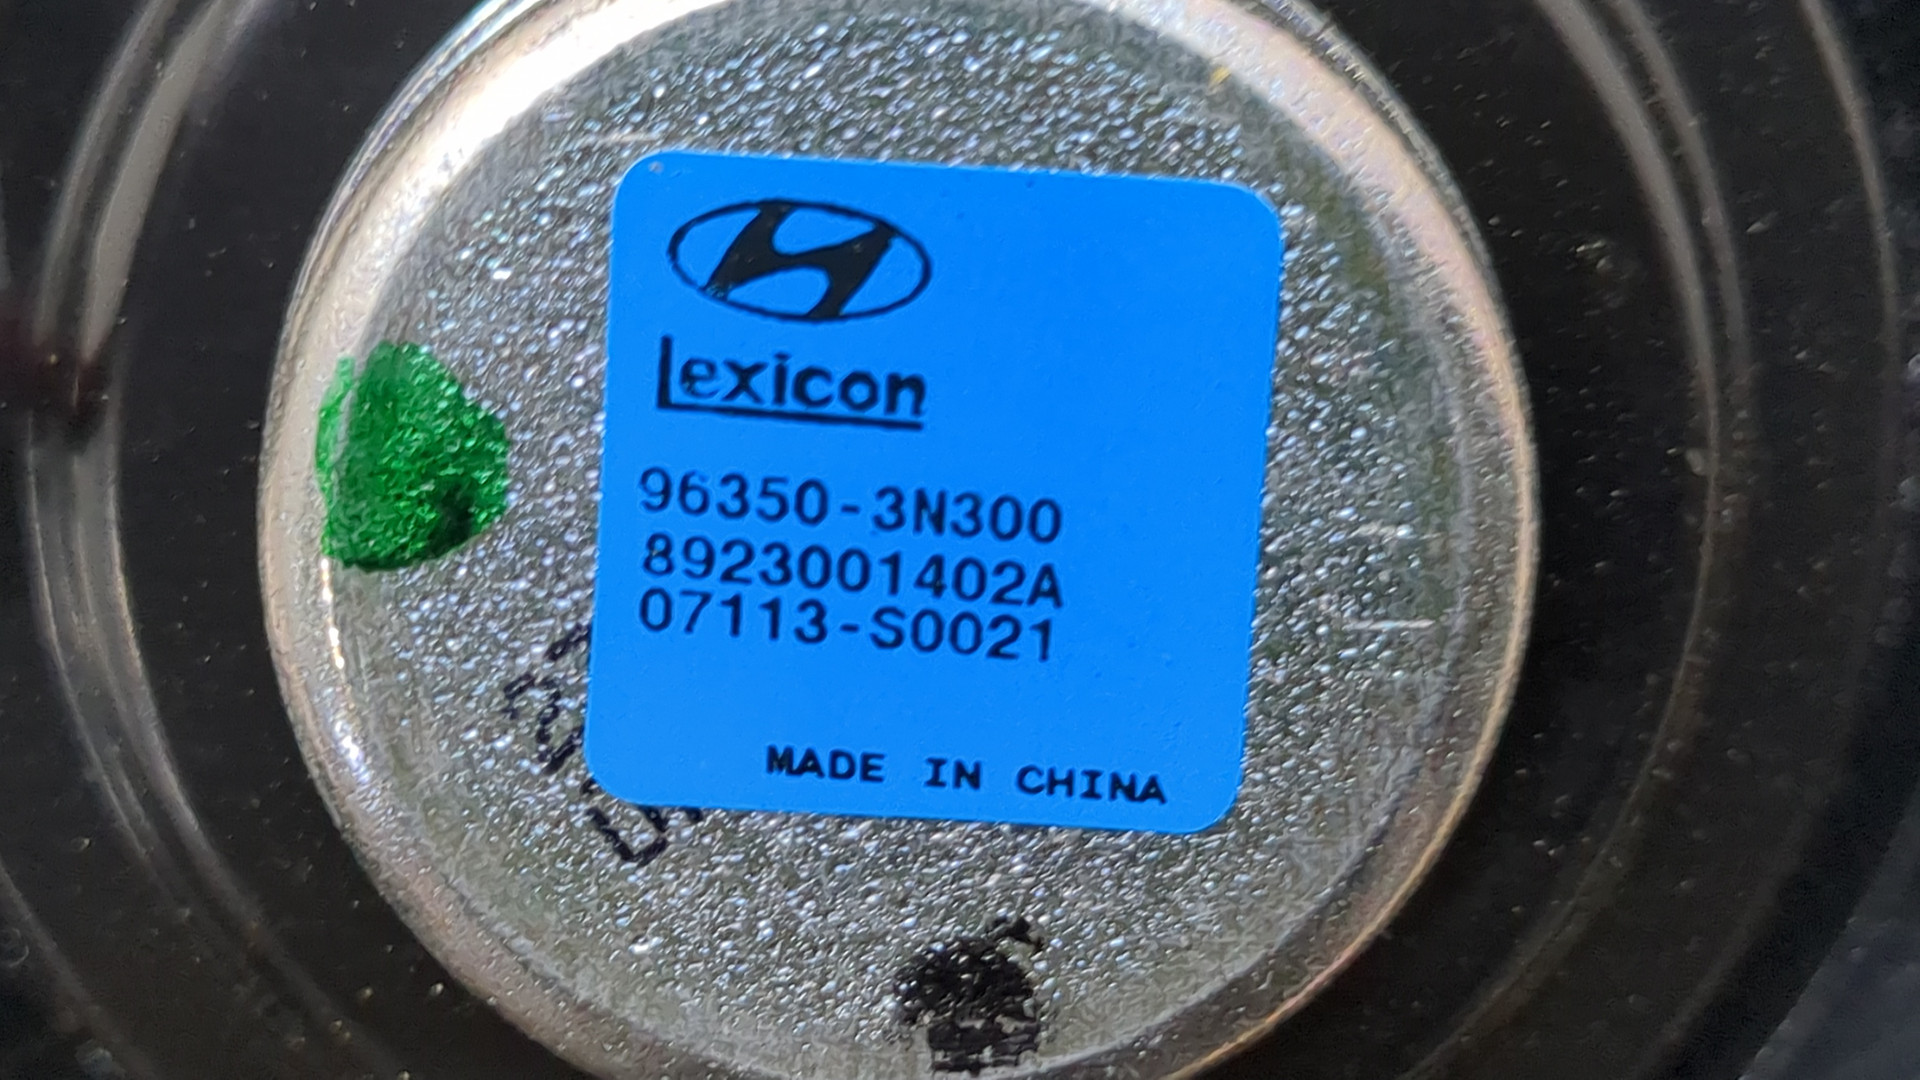 Lexicon
96350-3N300
8923001402A
07113-S0021
MADE IN CHINA